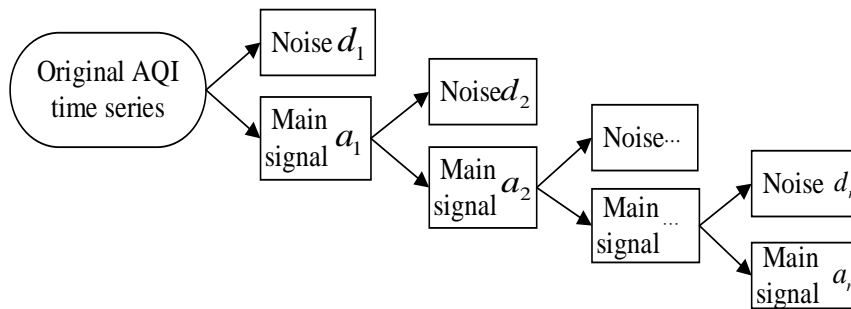 Original AQI
time series
Noise d₁
Main
signal a₁
Noise d₂
Main
signal a₂
Noise...
Main
signal ...
Noise d
Main
signal a